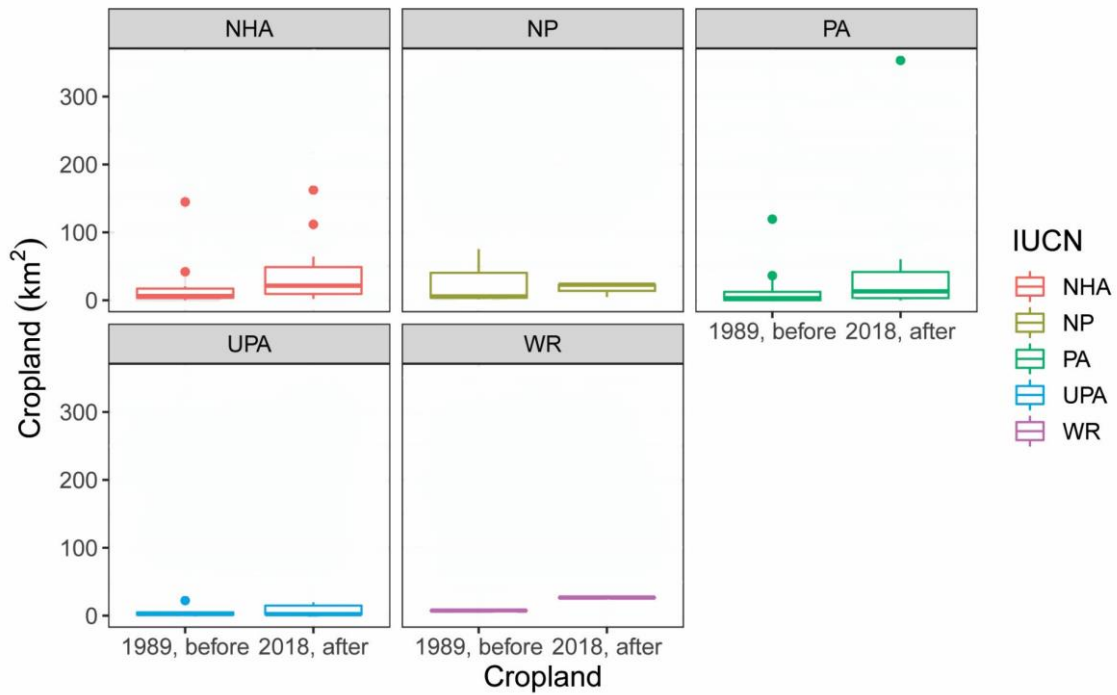 NHA NP PA
300
200
100
0
1989, before 2018, after
UPA WR
300
200
100
0
1989, before 2018, after 1989, before 2018, after
Cropland
Cropland (km²)
IUCN
NHA
NP
PA
UPA
WR